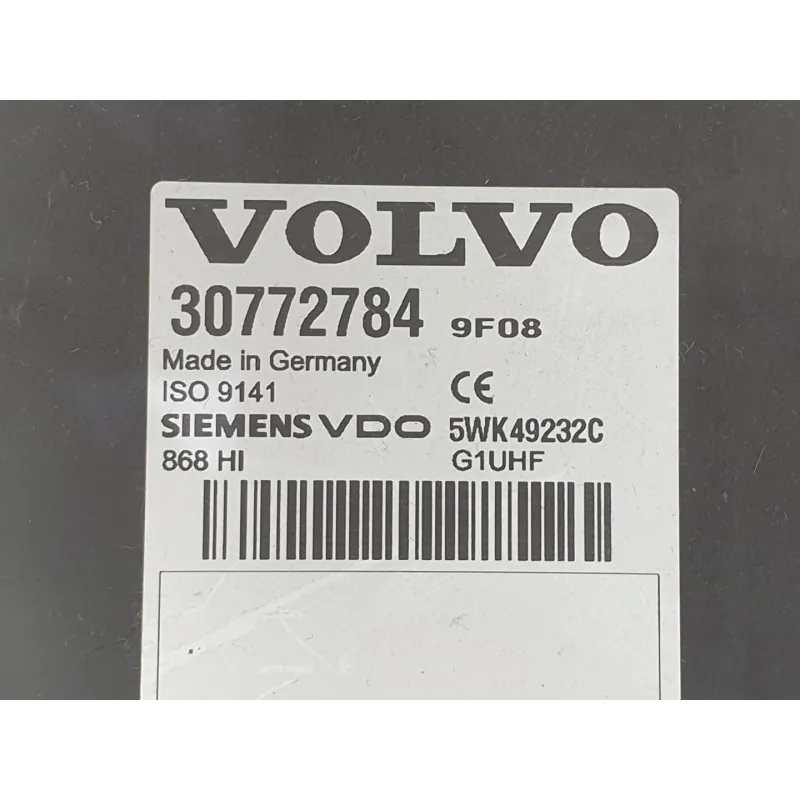 VOLVO
30772784 9F08
Made in Germany
ISO 9141 CE
SIEMENS VDO 5WK49232C
868 HI G1UHF